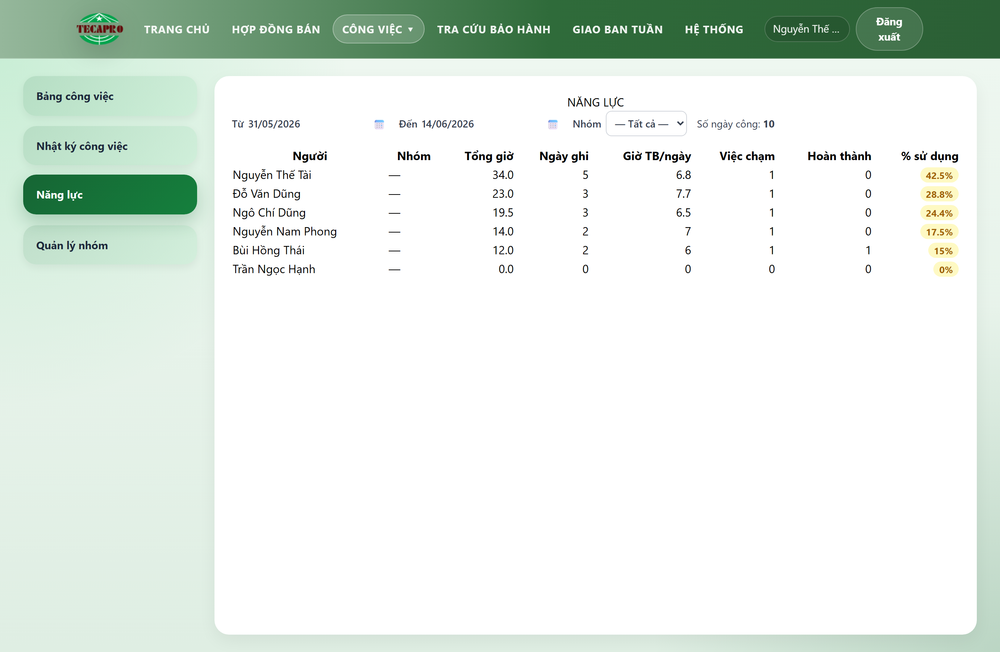 TECAPRO
TRANG CHỦ HỢP ĐỒNG BÁN CÔNG VIỆC ▼ TRA CỨU BẢO HÀNH GIAO BAN TUẦN HỆ THỐNG Nguyễn Thế ... Đăng xuất
Bảng công việc
Nhật ký công việc
Năng lực
Quản lý nhóm
NĂNG LỰC
Từ 31/05/2026 Đến 14/06/2026 Nhóm — Tất cả — Số ngày công: 10
Người Nhóm Tổng giờ Ngày ghi Giờ TB/ngày Việc chạm Hoàn thành % sử dụng
Nguyễn Thế Tài — 34.0 5 6.8 1 0 42.5%
Đỗ Văn Dũng — 23.0 3 7.7 1 0 28.8%
Ngô Chí Dũng — 19.5 3 6.5 1 0 24.4%
Nguyễn Nam Phong — 14.0 2 7 1 0 17.5%
Bùi Hồng Thái — 12.0 2 6 1 1 15%
Trần Ngọc Hạnh — 0.0 0 0 0 0 0%